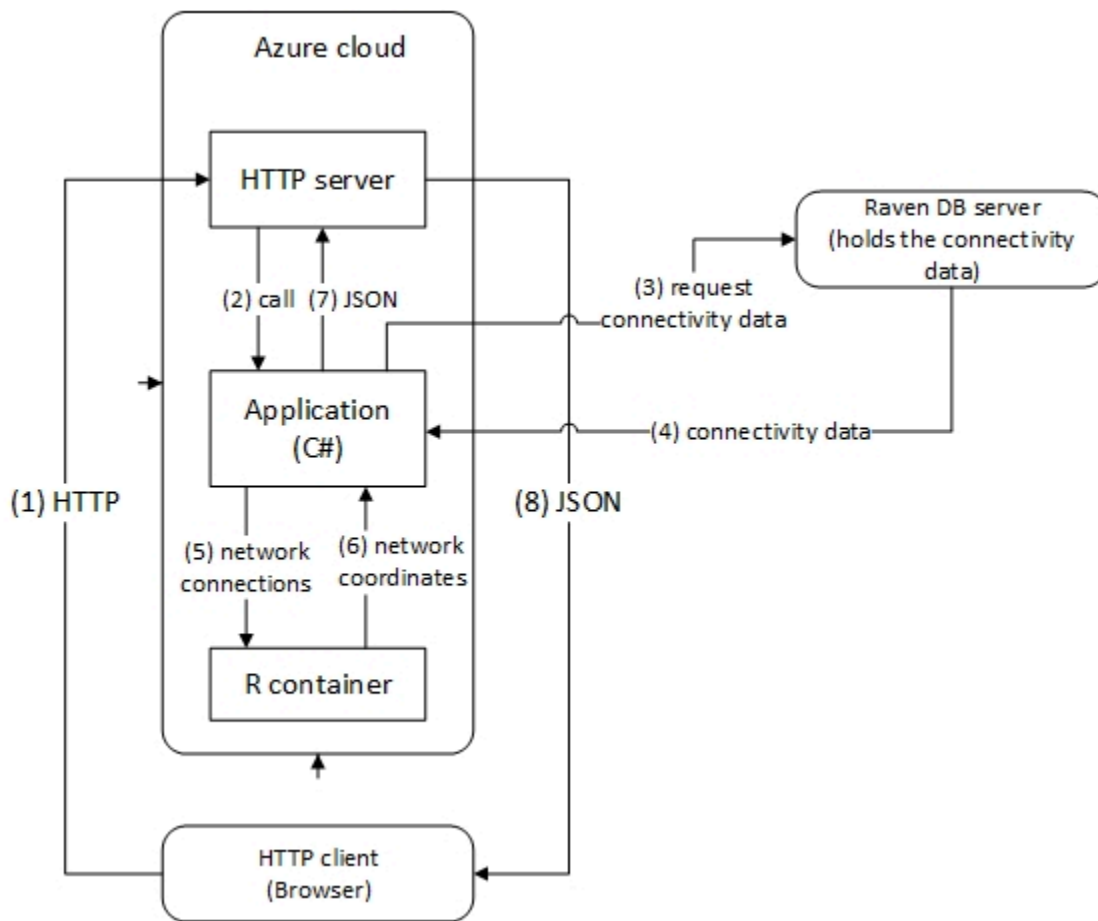 Azure cloud
HTTP server
Raven DB server
(holds the connectivity
data)
(2) call
(7) JSON
(3) request
connectivity data
Application
(C#)
(4) connectivity data
(1) HTTP
(8) JSON
(5) network
connections
(6) network
coordinates
R container
HTTP client
(Browser)